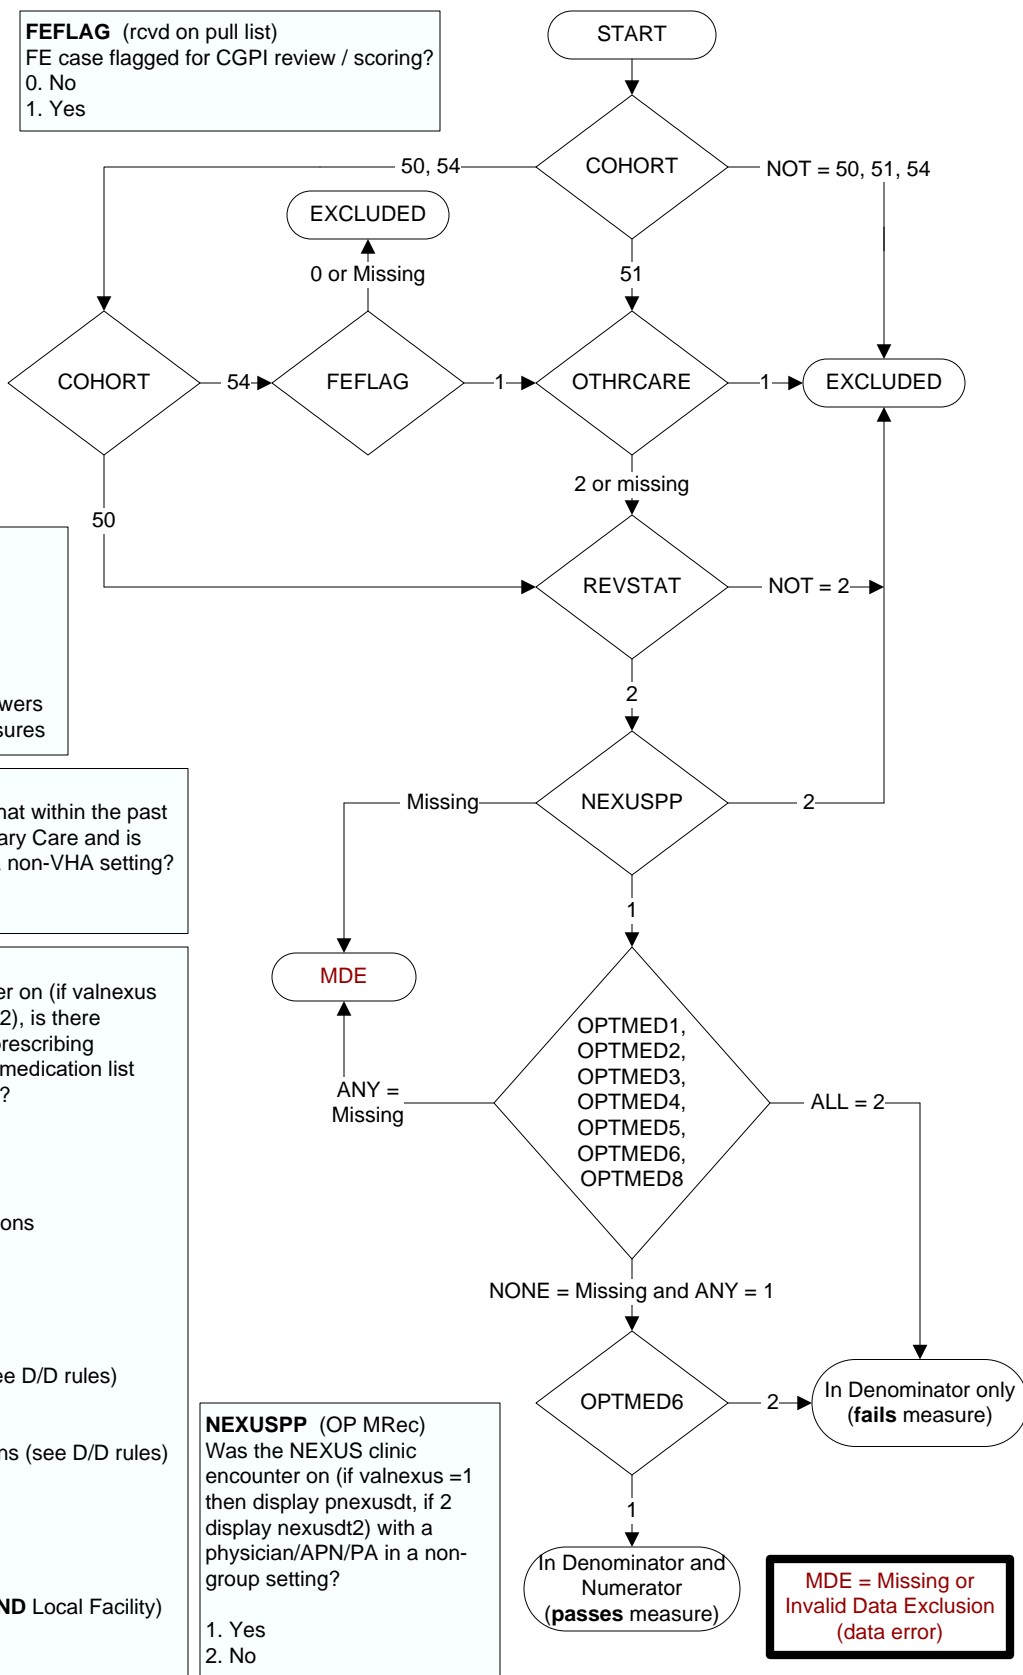 FEFLAG (rcvd on pull list)
FE case flagged for CGPI review / scoring?
0. No
1. Yes
START
COHORT
50, 54
NOT = 50, 51, 54
EXCLUDED
0 or Missing
51
COHORT
54
FEFLAG
1
OTHRCARE
1
EXCLUDED
2 or missing
50
REVSTAT
NOT = 2
2
wers
sures
NEXUSPP
Missing
2
hat within the past
ary Care and is
non-VHA setting?
1
MDE
er on (if valnexus
2), is there
prescribing
medication list
?
ons
ee D/D rules)
ns (see D/D rules)
ND Local Facility)
OPTMED1,
OPTMED2,
OPTMED3,
OPTMED4,
OPTMED5,
OPTMED6,
OPTMED8
ANY =
Missing
ALL = 2
NONE = Missing and ANY = 1
OPTMED6
2
In Denominator only
(fails measure)
1
In Denominator and
Numerator
(passes measure)
NEXUSPP (OP MRec)
Was the NEXUS clinic
encounter on (if valnexus =1
then display pnexusdt, if 2
display nexusdt2) with a
physician/APN/PA in a non-
group setting?
1. Yes
2. No
MDE = Missing or
Invalid Data Exclusion
(data error)